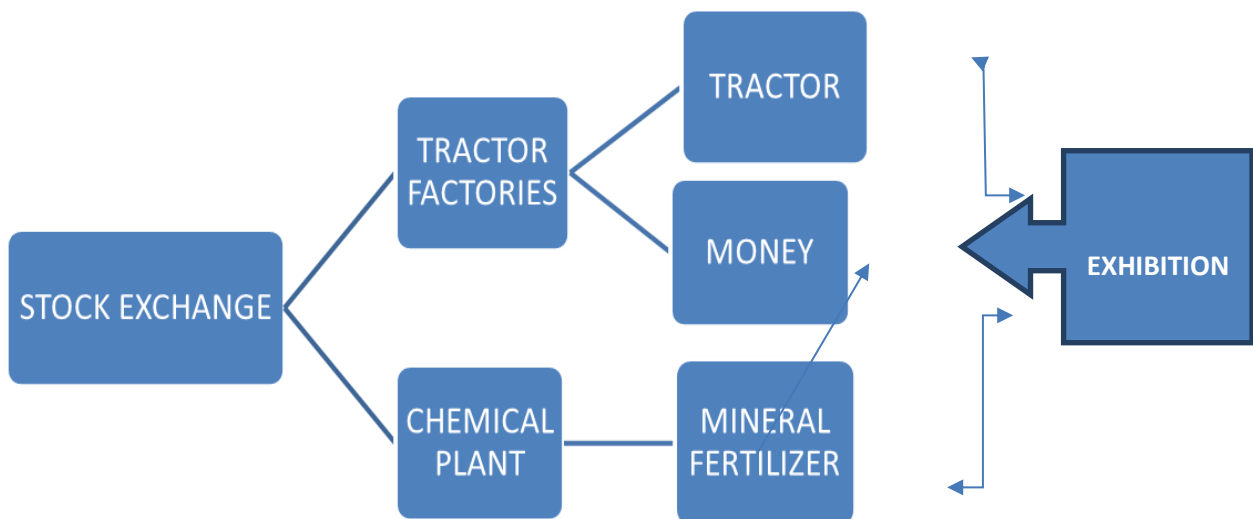 STOCK EXCHANGE
TRACTOR
FACTORIES
CHEMICAL
PLANT
TRACTOR
MONEY
MINERAL
FERTILIZER
EXHIBITION